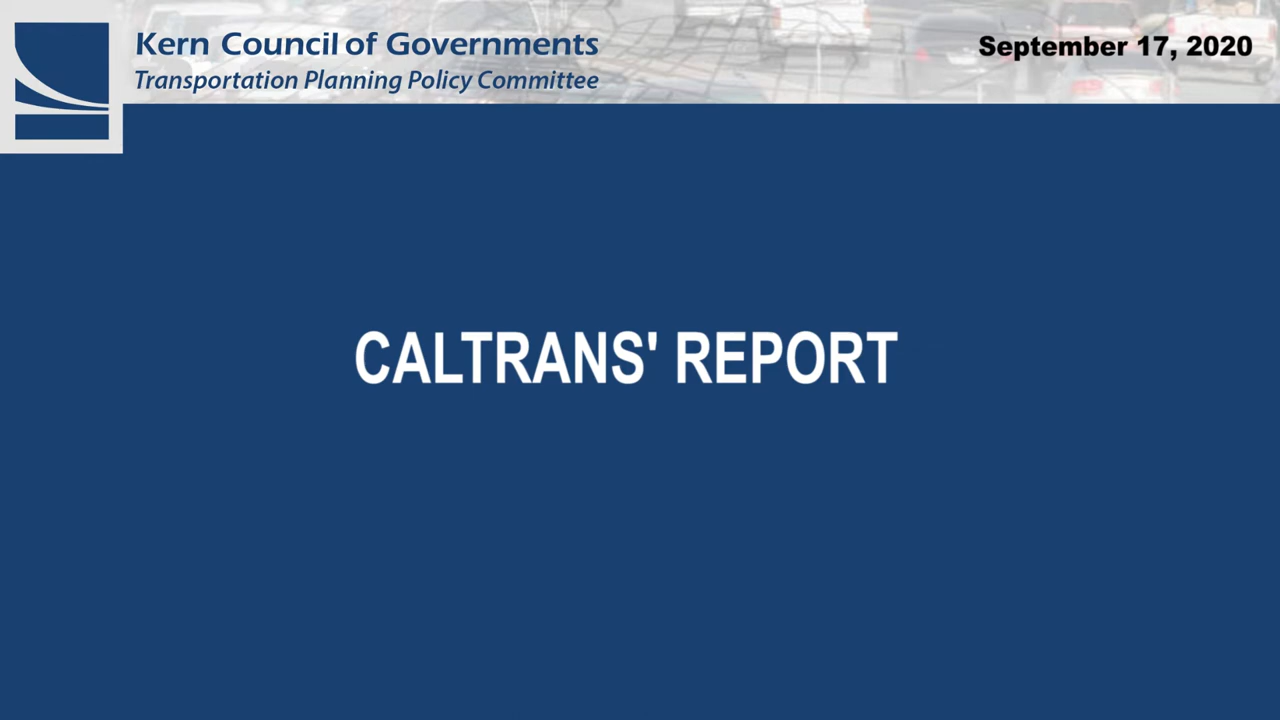 Kern Council of Governments
Transportation Planning Policy Committee
September 17, 2020
CALTRANS' REPORT